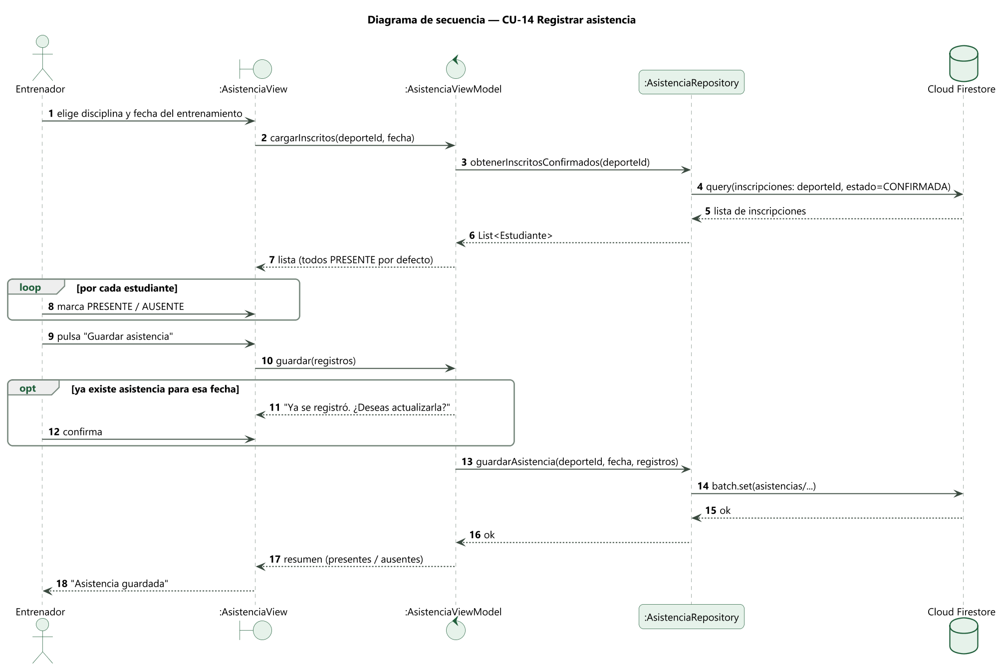 Diagrama de secuencia — CU-14 Registrar asistencia
Entrenador
:AsistenciaView
:AsistenciaViewModel
:AsistenciaRepository
Cloud Firestore
1 elige disciplina y fecha del entrenamiento
2 cargarInscritos(deporteId, fecha)
3 obtenerInscritosConfirmados(deporteId)
4 query(inscripciones: deporteId, estado=CONFIRMADA)
5 lista de inscripciones
6 List<Estudiante>
7 lista (todos PRESENTE por defecto)
loop [por cada estudiante]
8 marca PRESENTE / AUSENTE
9 pulsa "Guardar asistencia"
10 guardar(registros)
opt [ya existe asistencia para esa fecha]
11 "Ya se registró. ¿Deseas actualizarla?"
12 confirma
13 guardarAsistencia(deporteId, fecha, registros)
14 batch.set(asistencias/...)
15 ok
16 ok
17 resumen (presentes / ausentes)
18 "Asistencia guardada"
Entrenador
:AsistenciaView
:AsistenciaViewModel
:AsistenciaRepository
Cloud Firestore